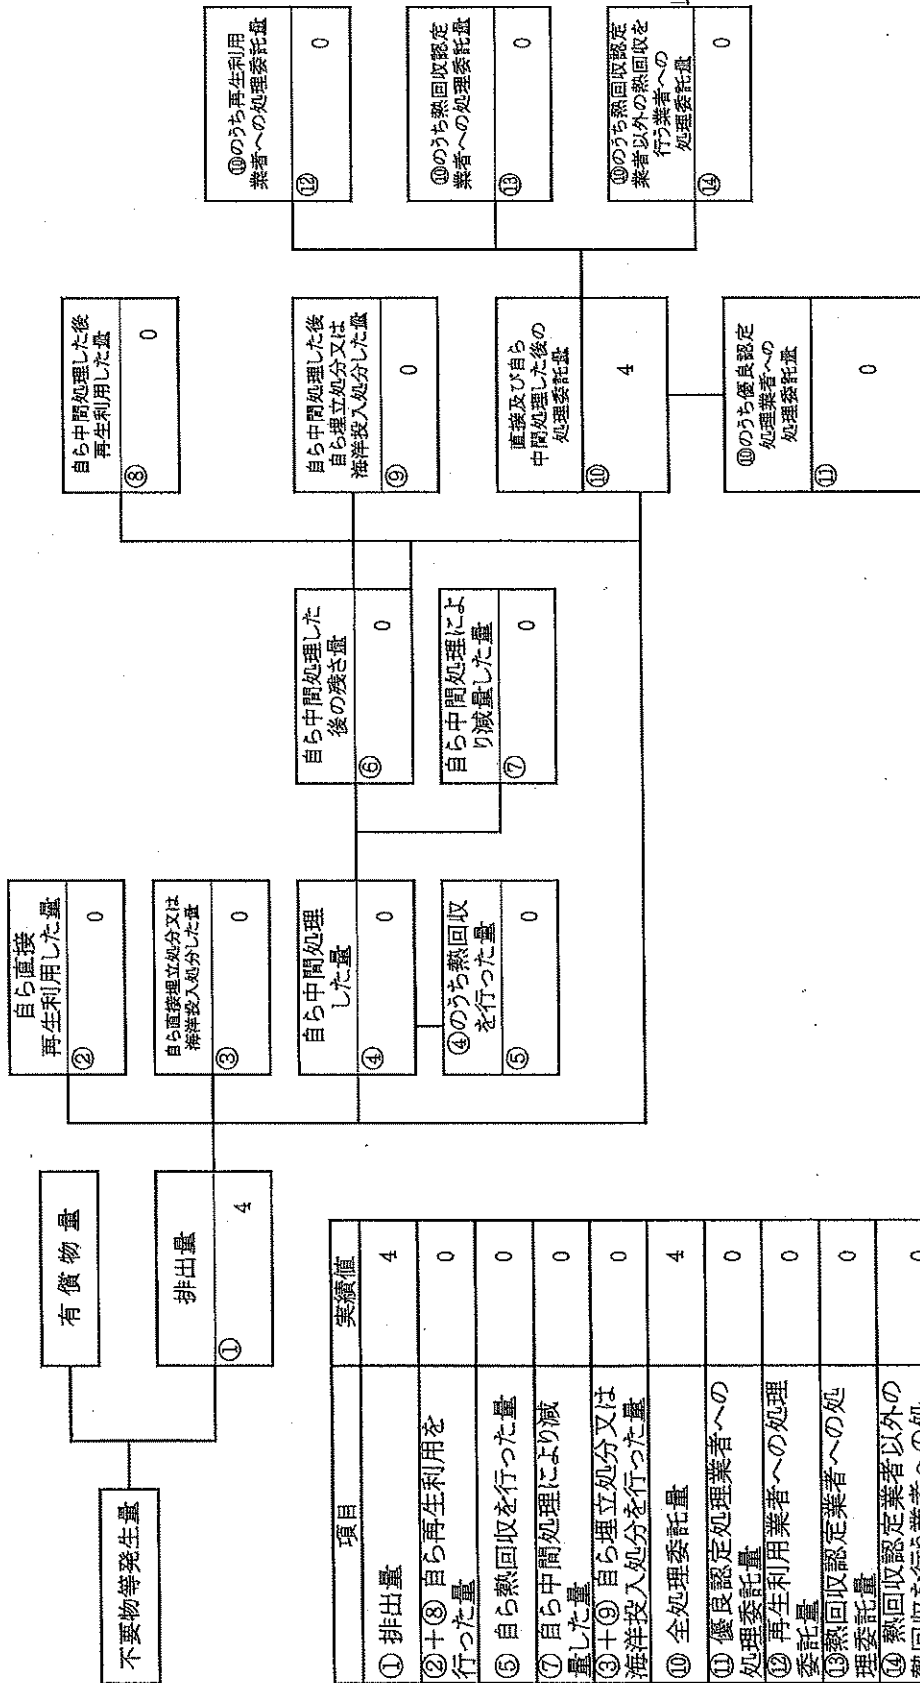 不要物等発生量
有償物量
排出量
①
4
自ら直接
再生利用した量
②
0
自ら直接埋立処分又は
海洋投入処分した量
③
0
自ら中間処理
した量
④
0
④のうち熱回収
を行った量
⑤
0
自ら中間処理した
後の残さ量
⑥
0
自ら中間処理によ
り減量した量
⑦
0
自ら中間処理した後
再生利用した量
⑧
0
自ら中間処理した後
自ら埋立処分又は
海洋投入処分した量
⑨
0
直接及び自ら
中間処理した後の
処理委託量
⑩
4
⑩のうち優良認定
処理業者への
処理委託量
⑪
0
⑩のうち再生利用
業者への処理委託量
⑫
0
⑩のうち熱回収認定
業者への処理委託量
⑬
0
⑩のうち熱回収認定
業者以外の熱回収を
行う業者への
処理委託量
⑭
0
項目 実績値
①排出量 4
②+⑧ 自ら再生利用を
行った量 0
⑤ 自ら熱回収を行った量 0
⑦ 自ら中間処理により減
量した量 0
③+⑨ 自ら埋立処分又は
海洋投入処分を行った量 0
⑩ 全処理委託量 4
⑪ 優良認定処理業者への
処理委託量 0
⑫ 再生利用業者への処理
委託量 0
⑬熱回収認定業者への処
理委託量 0
⑭ 熱回収認定業者以外の
熱回収を行う業者への処 0